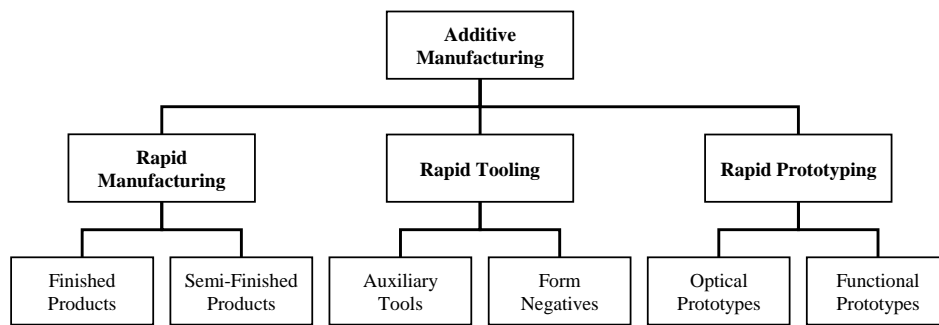 Additive
Manufacturing
Rapid
Manufacturing
Rapid Tooling
Rapid Prototyping
Finished
Products
Semi-Finished
Products
Auxiliary
Tools
Form
Negatives
Optical
Prototypes
Functional
Prototypes